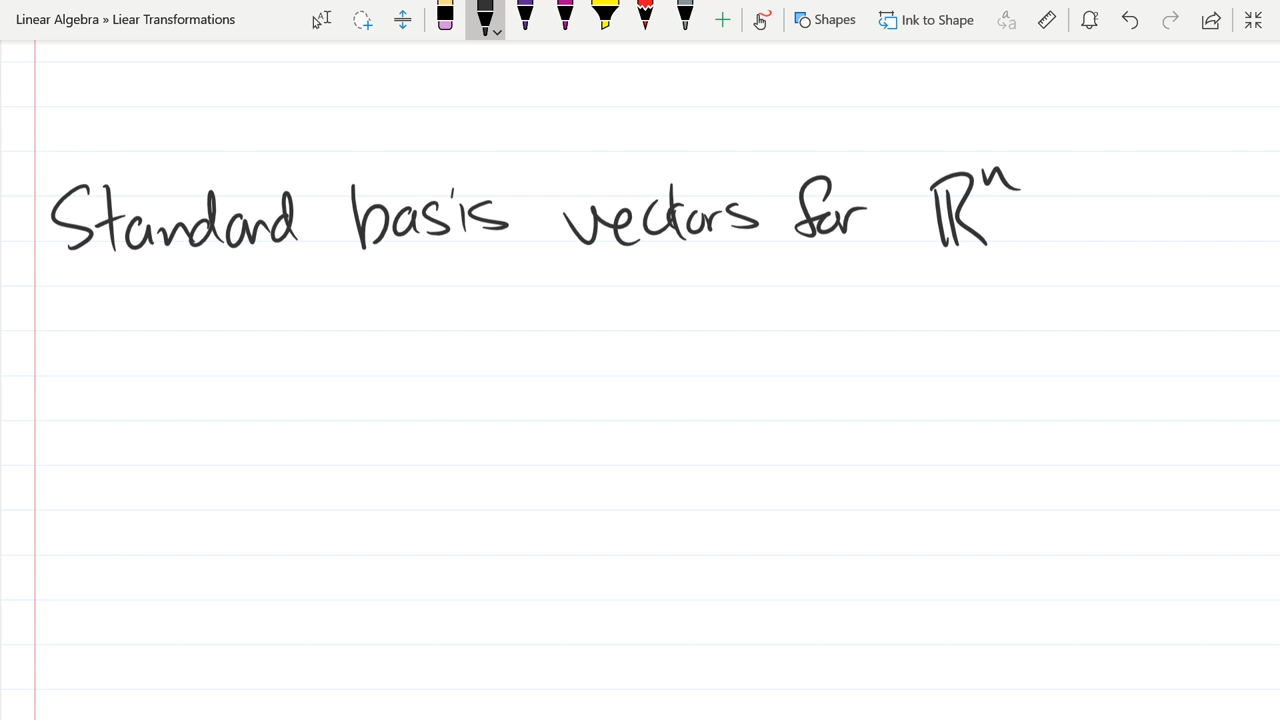 Linear Algebra » Liear Transformations
Shapes
Ink to Shape
Standard basis vectors for ℝⁿ